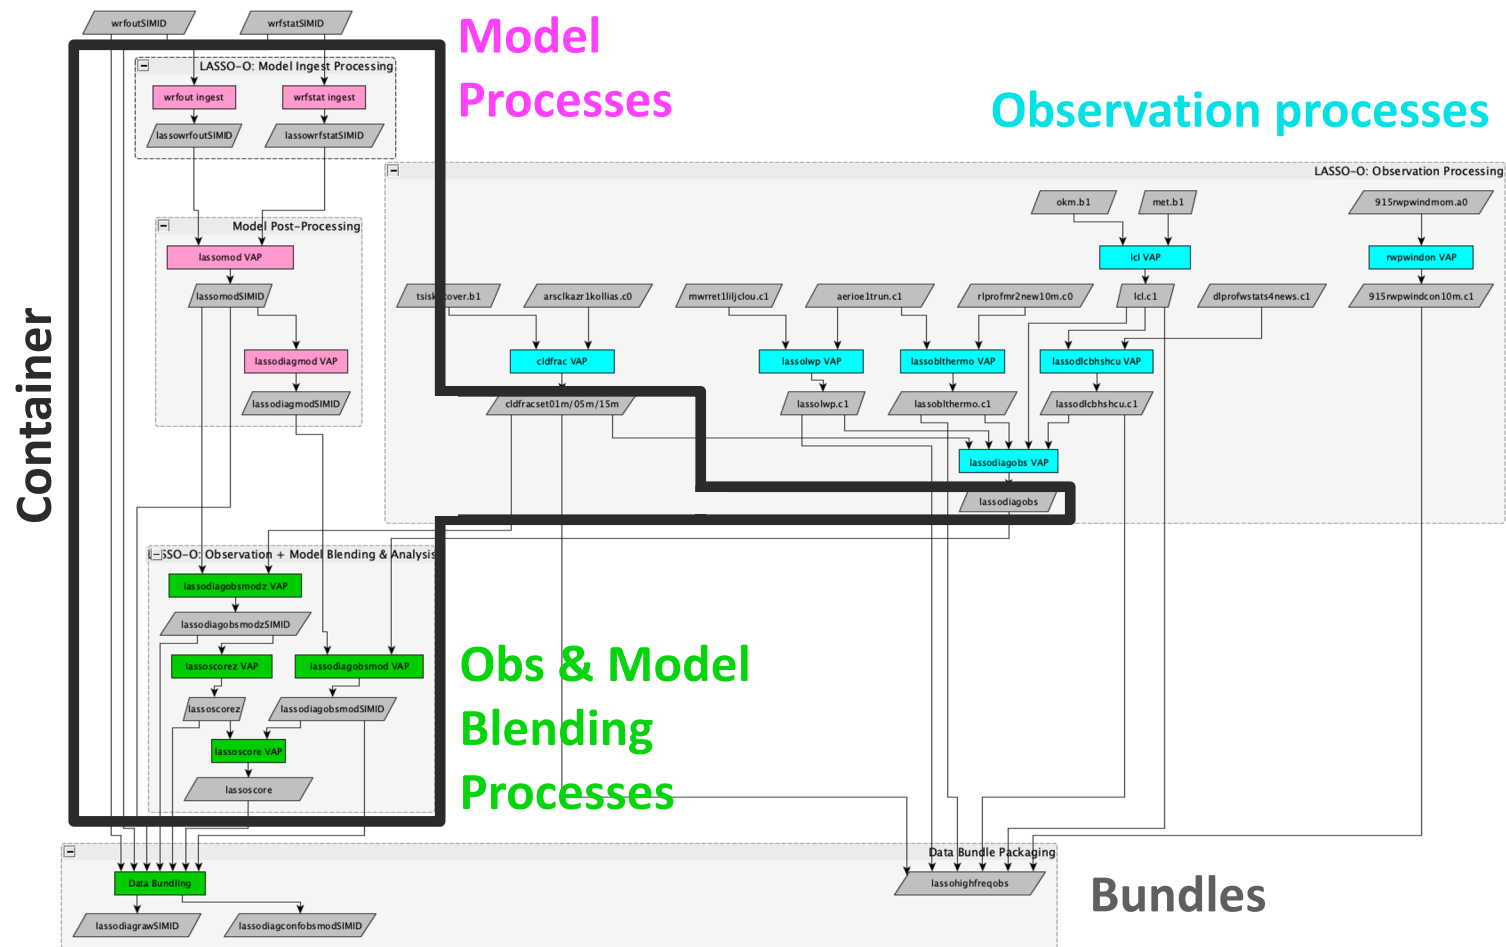 wrfoutSIMID
wrfstatSIMID
Model
Processes
Observation processes
LASSO-O: Model Ingest Processing
wrfout ingest
wrfstat ingest
lassowrfoutSIMID
lassowrfstatSIMID
LASSO-O: Observation Processing
okm.b1
met.b1
915rwpwindmom.a0
Model Post-Processing
lassomod VAP
lcl VAP
rwpwindon VAP
lassomodSIMID
cover.b1
arsclkazr1kollias.c0
mwrret1liljclou.c1
aerioe1trun.c1
rlprofmr2new10m.c0
lcl.c1
dlprofwstats4news.c1
915rwpwindcon10m.c1
lassodiagmod VAP
cldfrac VAP
lassolwp VAP
lassoblthermo VAP
lassodlcbhshcu VAP
lassodiagmodSIMID
cldfracset01m/05m/15m
lassolwp.c1
lassoblthermo.c1
lassodlcbhshcu.c1
Container
lassodiagobs VAP
lassodiagobs
SSO-O: Observation + Model Blending & Analysis
lassodiagobsmodz VAP
lassodiagobsmodzSIMID
lassoscorez VAP
lassodiagobsmod VAP
Obs & Model
Blending
Processes
lassoscorez
lassodiagobsmodSIMID
lassoscore VAP
lassoscore
Data Bundle Packaging
Data Bundling
lassohighfreqobs
Bundles
lassodiagrawSIMID
lassodiagconfobsmodSIMID